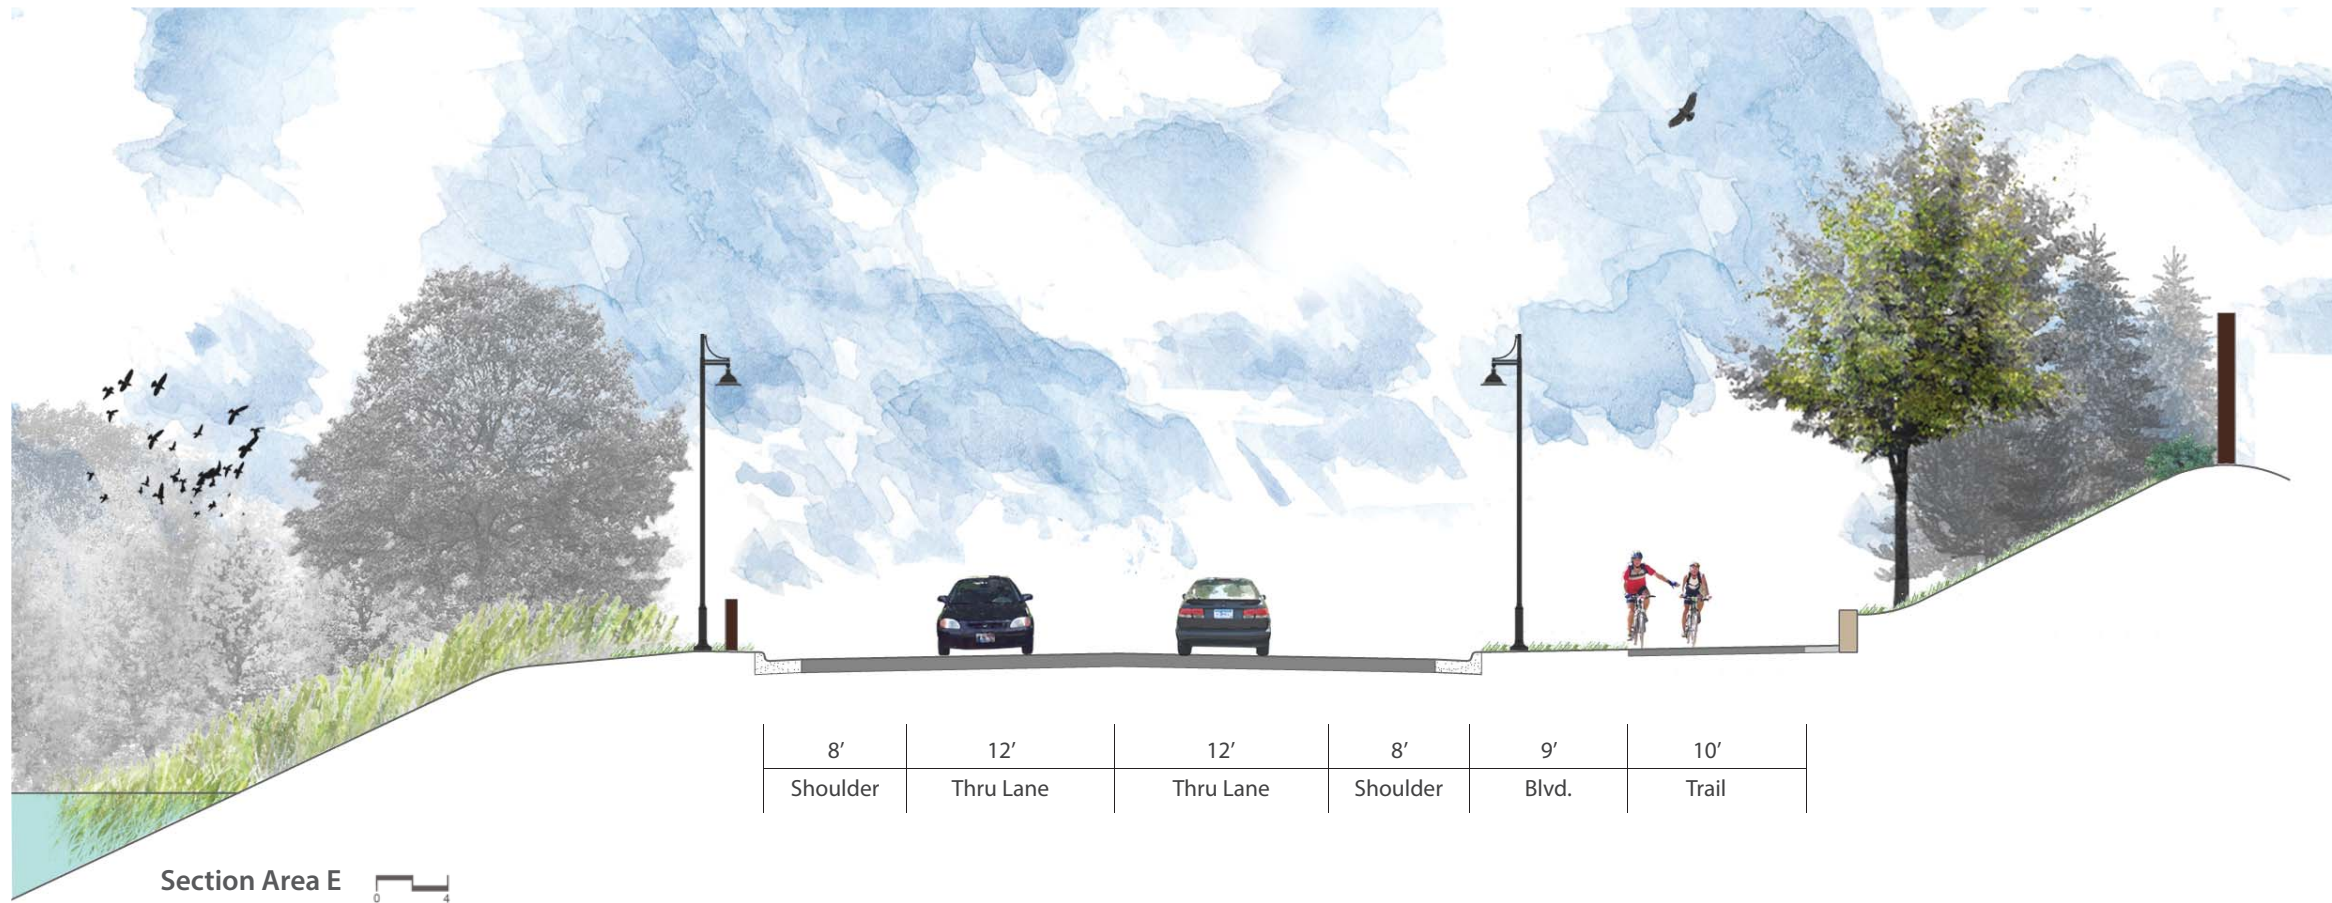 8’ 12’ 12’ 8’ 9’ 10’
Shoulder Thru Lane Thru Lane Shoulder Blvd. Trail
Section Area E
0 4